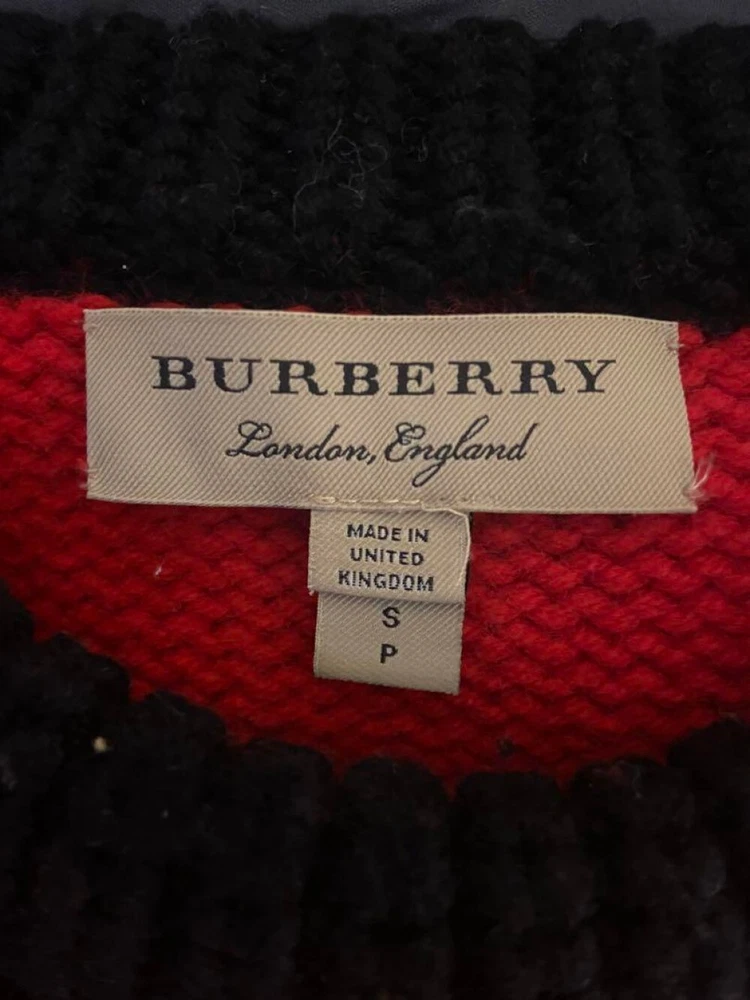 BURBERRY
London, England
MADE IN
UNITED
KINGDOM
S
P